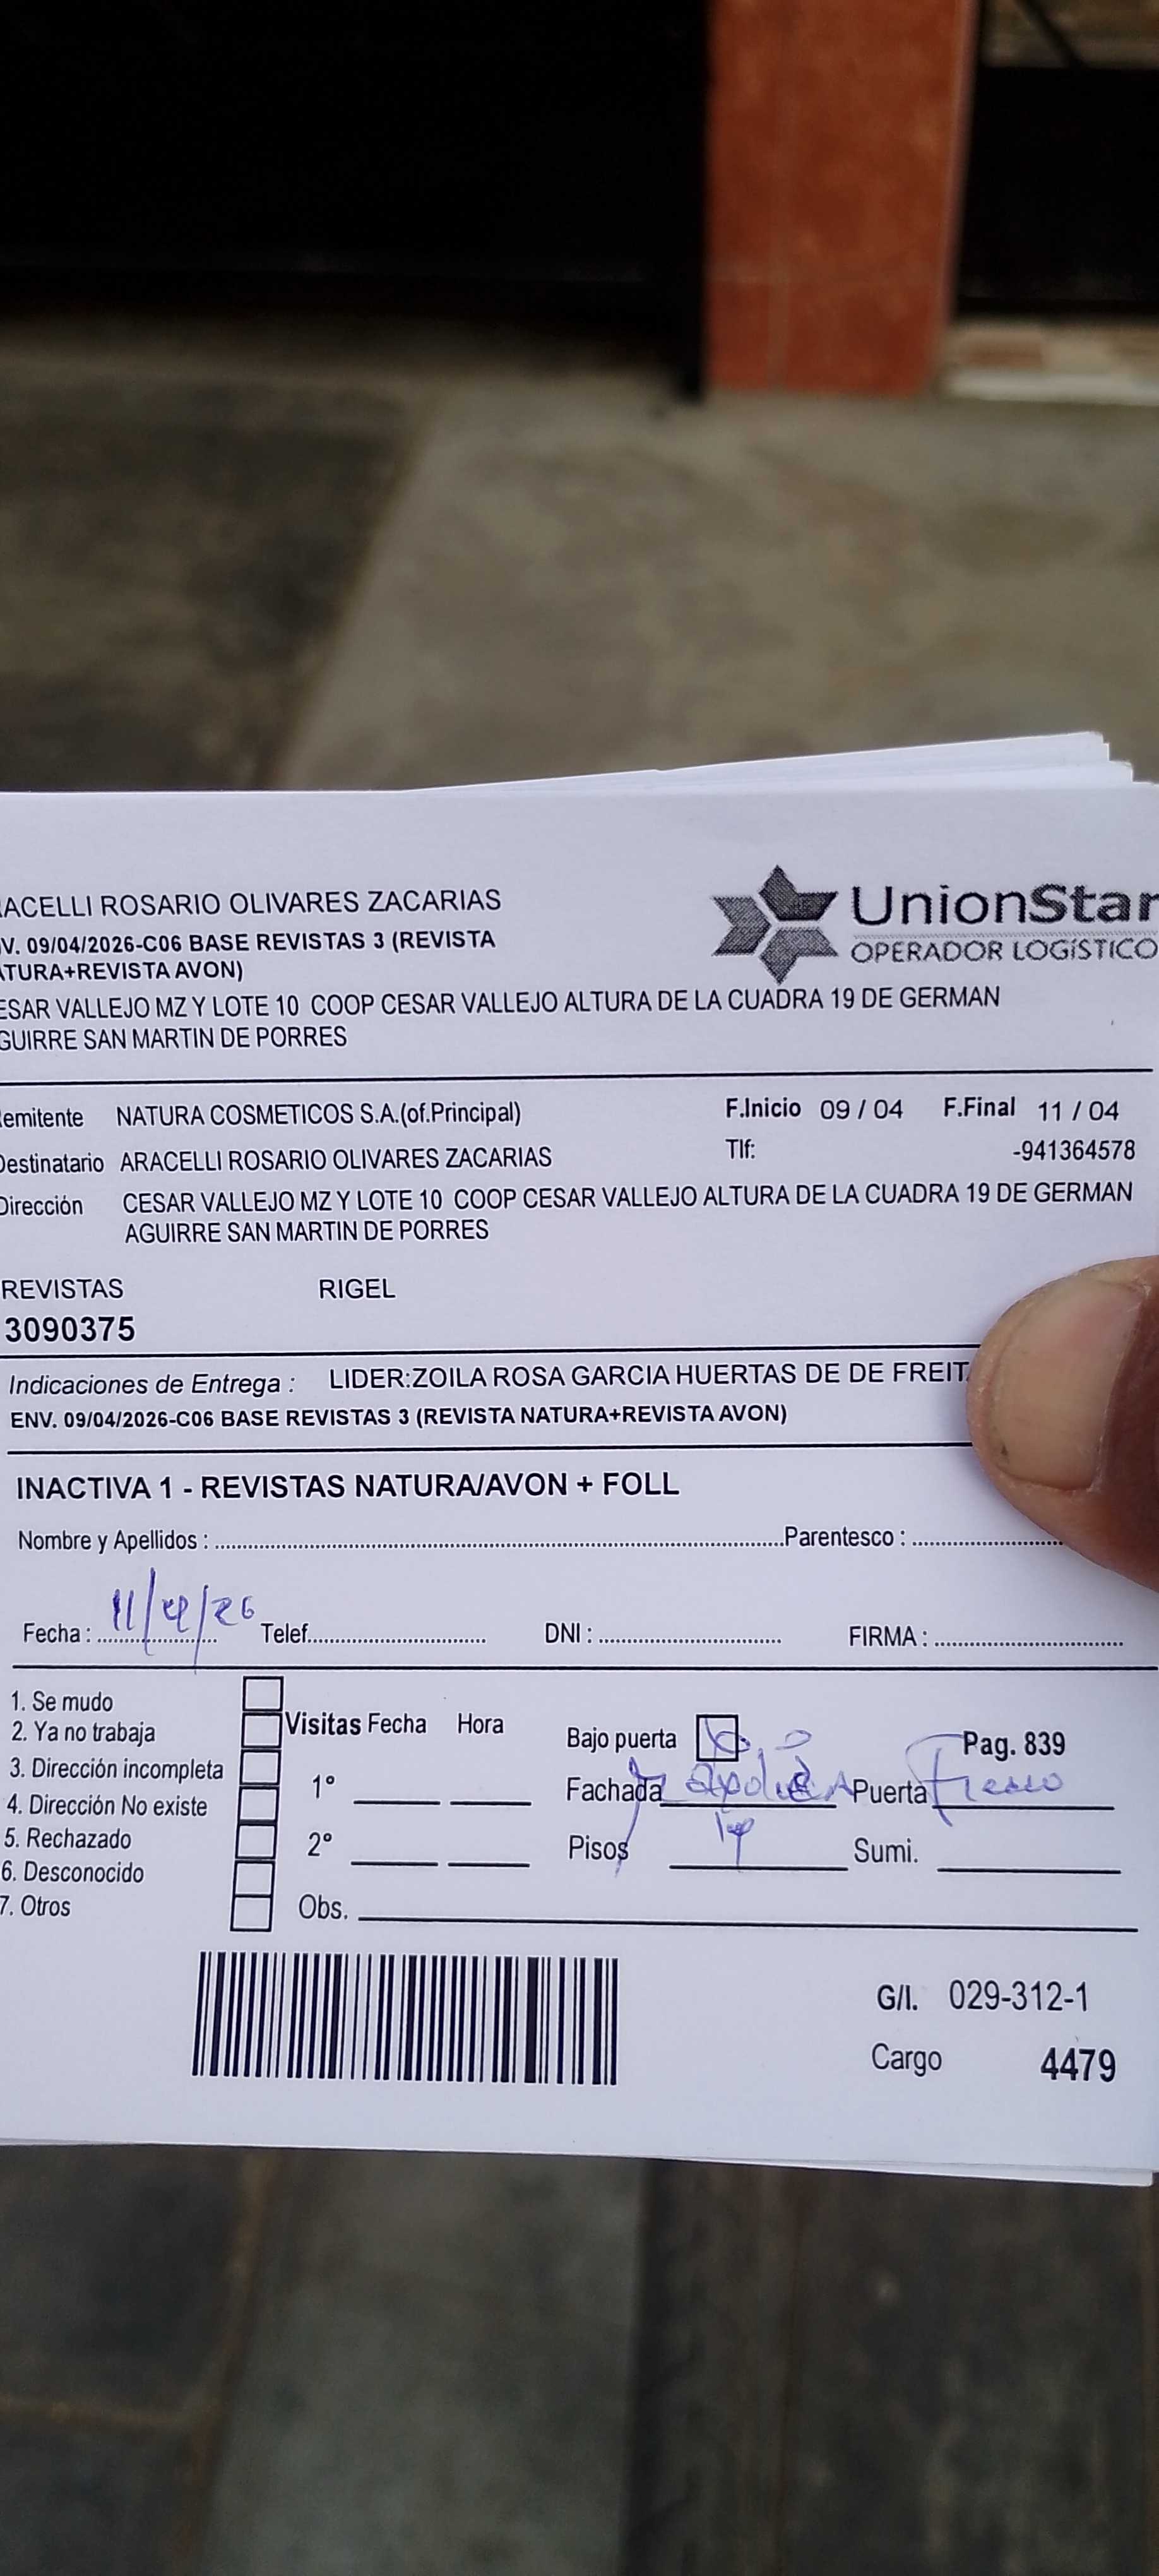 ACELLI ROSARIO OLIVARES ZACARIAS
V. 09/04/2026-C06 BASE REVISTAS 3 (REVISTA
ATURA+REVISTA AVON)
ESAR VALLEJO MZ Y LOTE 10 COOP CESAR VALLEJO ALTURA DE LA CUADRA 19 DE GERMAN
GUIRRE SAN MARTIN DE PORRES
UnionStar
OPERADOR LOGÍSTICO
emitente NATURA COSMETICOS S.A.(of.Principal) F.Inicio 09 / 04 F.Final 11 / 04
Destinatario ARACELLI ROSARIO OLIVARES ZACARIAS Tlf: -941364578
Dirección CESAR VALLEJO MZ Y LOTE 10 COOP CESAR VALLEJO ALTURA DE LA CUADRA 19 DE GERMAN
AGUIRRE SAN MARTIN DE PORRES
REVISTAS RIGEL
3090375
Indicaciones de Entrega : LIDER:ZOILA ROSA GARCIA HUERTAS DE DE FREIT
ENV. 09/04/2026-C06 BASE REVISTAS 3 (REVISTA NATURA+REVISTA AVON)
INACTIVA 1 - REVISTAS NATURA/AVON + FOLL
Nombre y Apellidos : Parentesco :
Fecha : 11/4/26 Telef. DNI : FIRMA :
1. Se mudo
2. Ya no trabaja
3. Dirección incompleta
4. Dirección No existe
5. Rechazado
6. Desconocido
7. Otros
Visitas Fecha Hora
1°
2°
Obs.
Bajo puerta Pag. 839
Fachada Puerta Fierro
Pisos Sumi.
G/I. 029-312-1
Cargo 4479